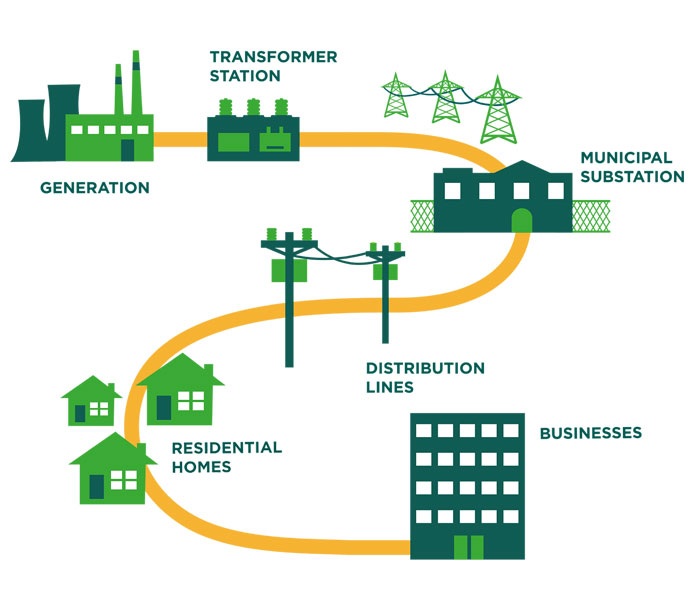 TRANSFORMER
STATION
MUNICIPAL
SUBSTATION
GENERATION
DISTRIBUTION
LINES
RESIDENTIAL
HOMES
BUSINESSES